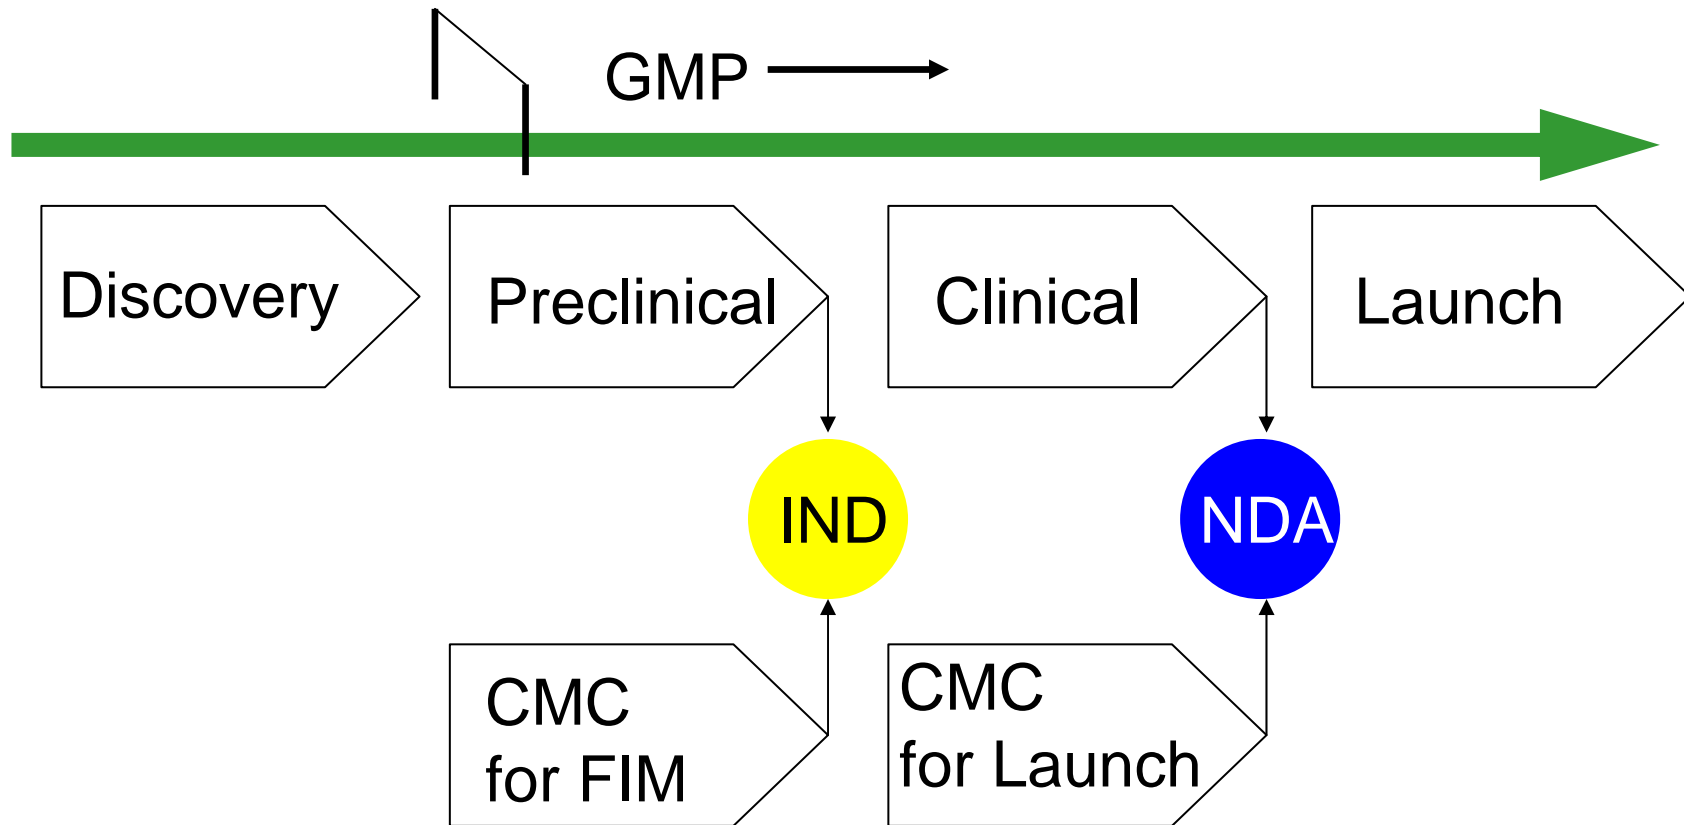 GMP
Discovery
Preclinical
Clinical
Launch
IND
NDA
CMC
for FIM
CMC
for Launch